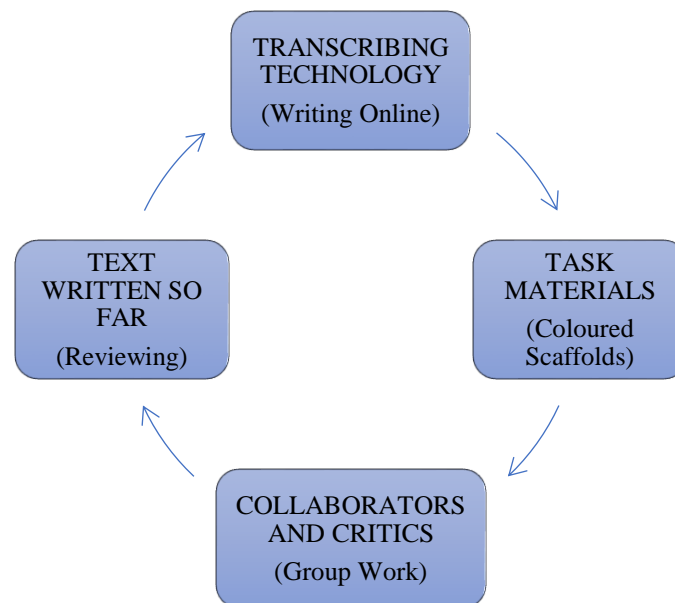 TRANSCRIBING
TECHNOLOGY
(Writing Online)
TASK
MATERIALS
(Coloured
Scaffolds)
COLLABORATORS
AND CRITICS
(Group Work)
TEXT
WRITTEN SO
FAR
(Reviewing)